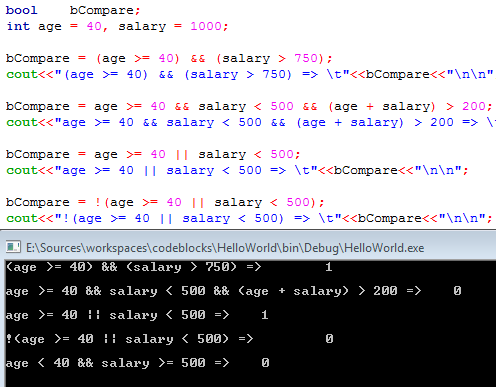 bool    bCompare;
int age = 40, salary = 1000;
bCompare = (age >= 40) && (salary > 750);
cout<<"(age >= 40) && (salary > 750) => \t"<<bCompare<<"\n\n"
bCompare = age >= 40 && salary < 500 && (age + salary) > 200;
cout<<"age >= 40 && salary < 500 && (age + salary) > 200 => \
bCompare = age >= 40 || salary < 500;
cout<<"age >= 40 || salary < 500 => \t"<<bCompare<<"\n\n";
bCompare = !(age >= 40 || salary < 500);
cout<<"!(age >= 40 || salary < 500) => \t"<<bCompare<<"\n\n";
E:\Sources\workspaces\codeblocks\HelloWorld\bin\Debug\HelloWorld.exe
(age >= 40) && (salary > 750) =>        1
age >= 40 && salary < 500 && (age + salary) > 200 =>    0
age >= 40 || salary < 500 =>    1
!(age >= 40 || salary < 500) =>         0
age < 40 && salary >= 500 =>    0